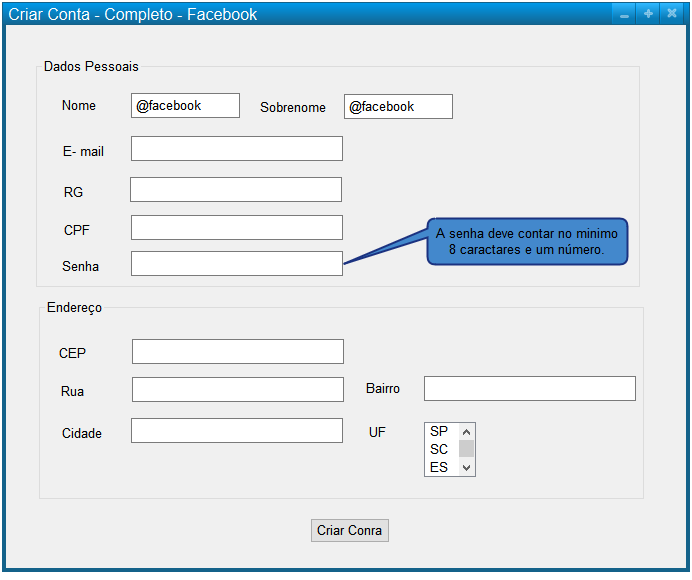 Criar Conta - Completo - Facebook
Dados Pessoais
Nome @facebook Sobrenome @facebook
E- mail
RG
CPF
A senha deve contar no minimo
8 caractares e um número.
Senha
Endereço
CEP
Rua Bairro
Cidade UF SP
SC
ES
Criar Conra